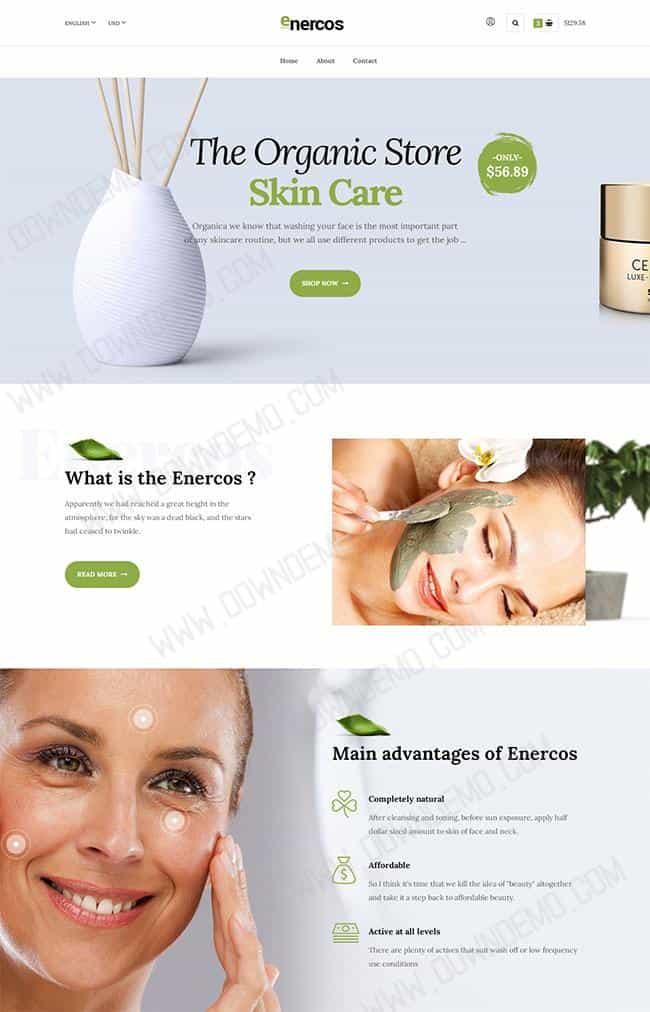 ENGLISH USD enercos 3 $129.58
Home About Contact
The Organic Store
-ONLY-
$56.89
Skin Care
Organica we know that washing your face is the most important part
of any skincare routine, but we all use different products to get the job ...
SHOP NOW →
CE
LUXE
Enercos
What is the Enercos ?
Apparently we had reached a great height in the
atmosphere, for the sky was a dead black, and the stars
had ceased to twinkle.
READ MORE →
Main advantages of Enercos
Completely natural
After cleansing and toning, before sun exposure, apply half
dollar sized amount to skin of face and neck.
Affordable
So I think it's time that we kill the idea of "beauty" altogether
and take it a step back to affordable beauty.
Active at all levels
There are plenty of actives that suit wash off or low frequency
use conditions
WWW.DOWNDEMO.COM